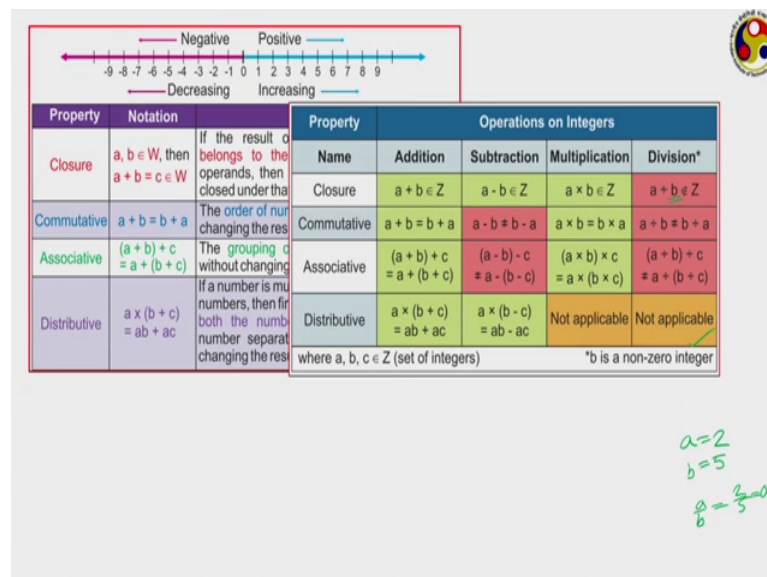 Negative Positive
-9 -8 -7 -6 -5 -4 -3 -2 -1 0 1 2 3 4 5 6 7 8 9
Decreasing Increasing
Property Notation
Closure
a, b ∈ W, then
a + b = c ∈ W
If the result o
belongs to the
operands, then
closed under tha
Commutative a + b = b + a
The order of nur
changing the res
Associative
(a + b) + c
= a + (b + c)
The grouping o
without changing
Distributive
a x (b + c)
= ab + ac
If a number is mu
numbers, then fir
both the numbe
number separat
changing the resu
Property Operations on Integers
Name Addition Subtraction Multiplication Division*
Closure a + b ∈ Z a - b ∈ Z a × b ∈ Z a ÷ b ∉ Z
Commutative a + b = b + a a - b ≠ b - a a × b = b × a a ÷ b ≠ b ÷ a
Associative
(a + b) + c
= a + (b + c)
(a - b) - c
≠ a - (b - c)
(a × b) × c
= a × (b × c)
(a ÷ b) ÷ c
≠ a ÷ (b ÷ c)
Distributive
a × (b + c)
= ab + ac
a × (b - c)
= ab - ac
Not applicable Not applicable
where a, b, c ∈ Z (set of integers) *b is a non-zero integer
a=2
b=5
a/b = 2/5 = 0